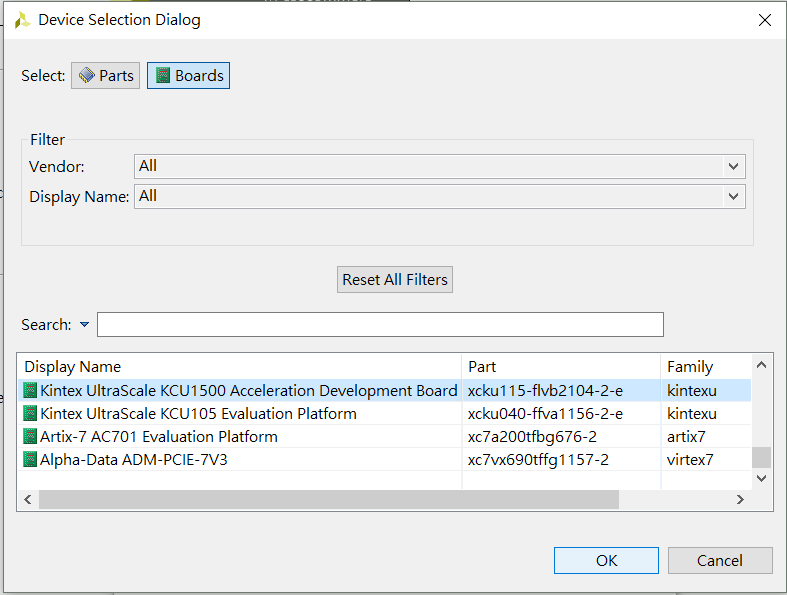 Device Selection Dialog
Select: Parts Boards
Filter
Vendor: All
Display Name: All
Reset All Filters
Search:
Display Name Part Family
Kintex UltraScale KCU1500 Acceleration Development Board xcku115-flvb2104-2-e kintexu
Kintex UltraScale KCU105 Evaluation Platform xcku040-ffva1156-2-e kintexu
Artix-7 AC701 Evaluation Platform xc7a200tfbg676-2 artix7
Alpha-Data ADM-PCIE-7V3 xc7vx690tffg1157-2 virtex7
OK Cancel